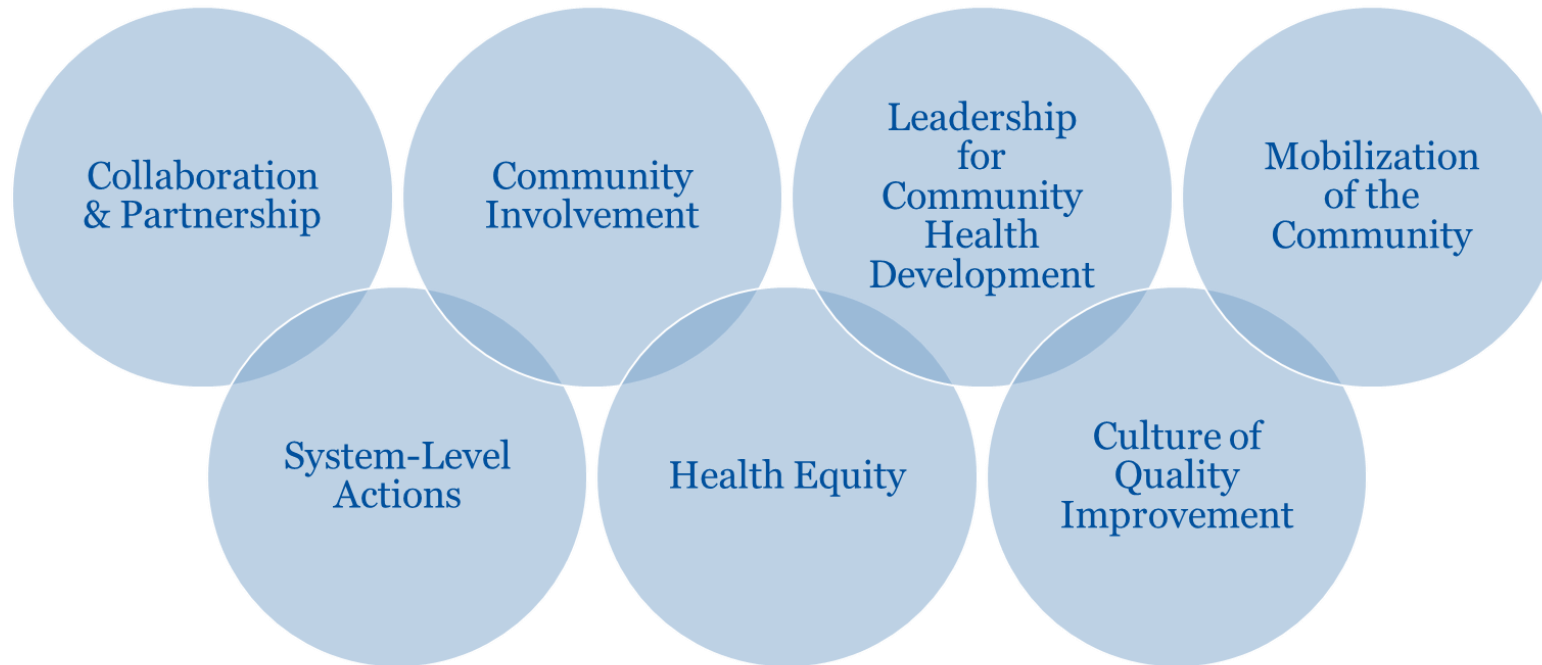 Collaboration
& Partnership
Community
Involvement
Leadership
for
Community
Health
Development
Mobilization
of the
Community
System-Level
Actions
Health Equity
Culture of
Quality
Improvement